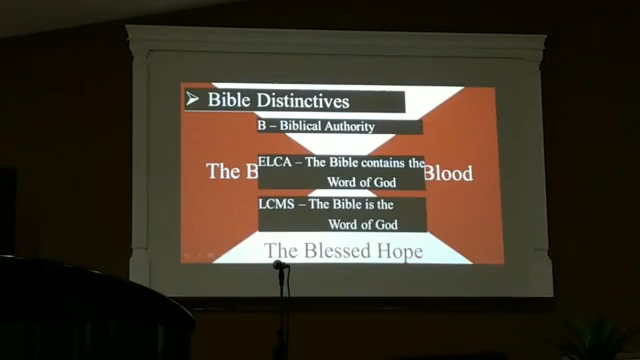 ➢ Bible Distinctives
B – Biblical Authority
ELCA – The Bible contains the
Word of God
The B Blood
LCMS – The Bible is the
Word of God
The Blessed Hope